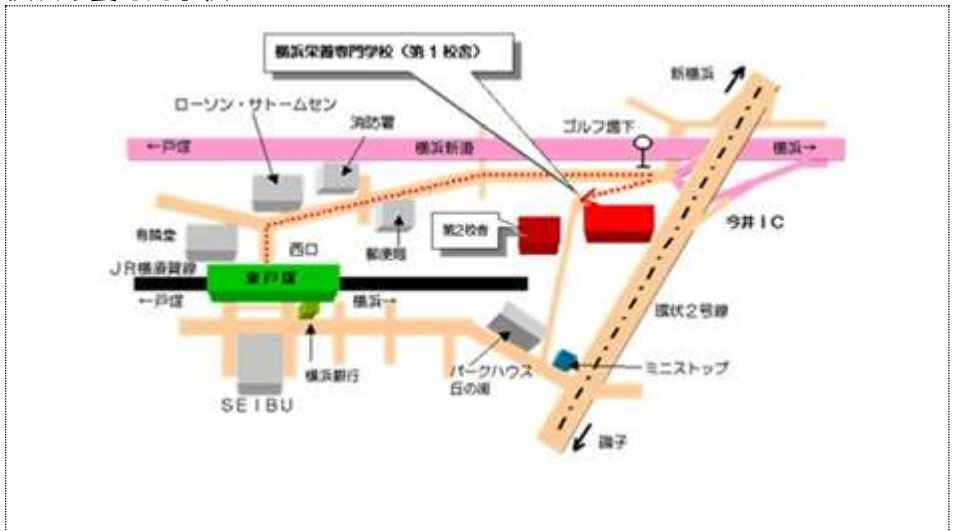 横浜栄養専門学校（第１校舎）
新横浜
ローソン・サトームセン
消防署
ゴルフ場下
←戸塚
横浜新道
横浜→
有隣堂
西口
郵便局
第2校舎
今井ＩＣ
ＪＲ横須賀線
東戸塚
←戸塚
横浜→
環状２号線
横浜銀行
パークハウス
丘の街
ミニストップ
ＳＥＩＢＵ
磯子